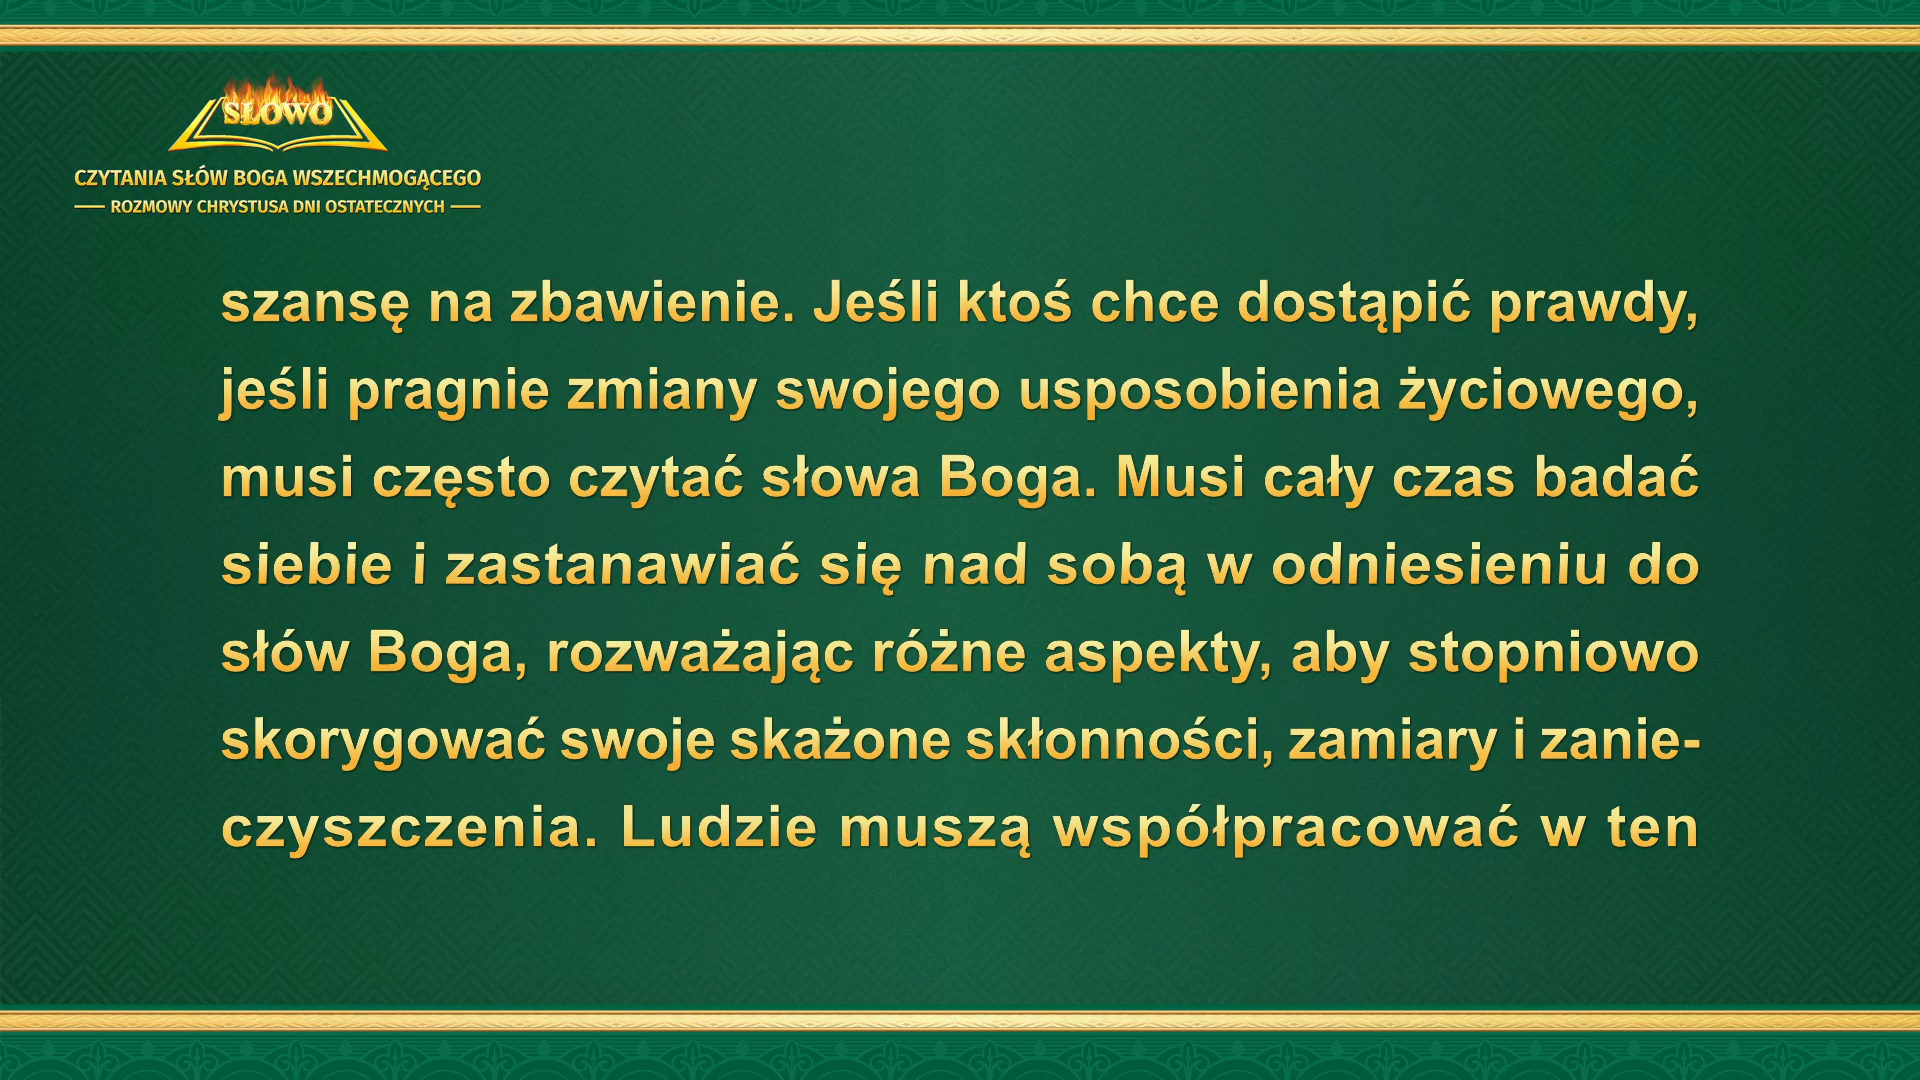 SŁOWO
CZYTANIA SŁÓW BOGA WSZECHMOGĄCEGO
ROZMOWY CHRYSTUSA DNI OSTATECZNYCH
szansę na zbawienie. Jeśli ktoś chce dostąpić prawdy,
jeśli pragnie zmiany swojego usposobienia życiowego,
musi często czytać słowa Boga. Musi cały czas badać
siebie i zastanawiać się nad sobą w odniesieniu do
słów Boga, rozważając różne aspekty, aby stopniowo
skorygować swoje skażone skłonności, zamiary i zanie-
czyszczenia. Ludzie muszą współpracować w ten